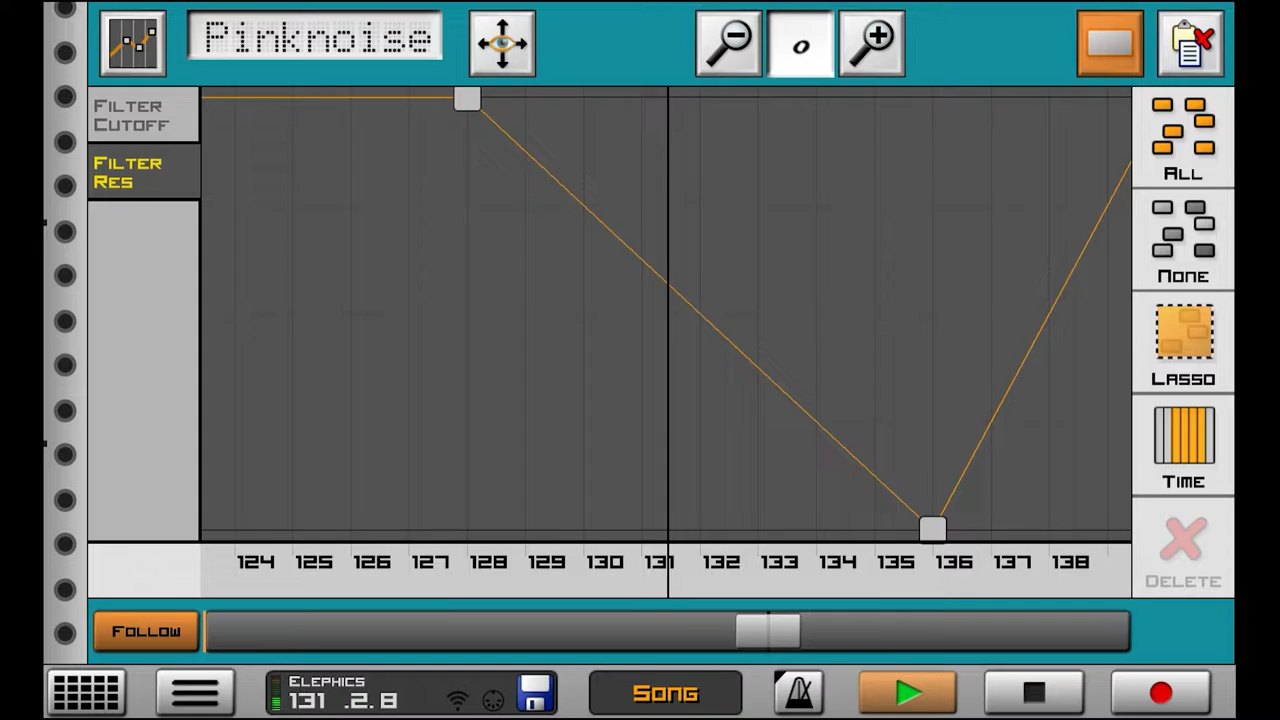 Pinknoise
o
Filter
Cutoff
Filter
Res
All
None
Lasso
Time
Delete
124 125 126 127 128 129 130 131 132 133 134 135 136 137 138
Follow
Elephics
131 .2.8
Song